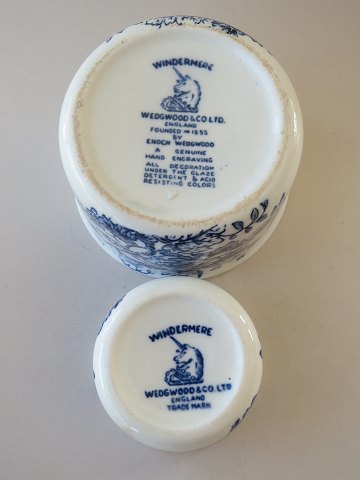 WINDERMERE
WEDGWOOD & CO. LTD.
ENGLAND
FOUNDED IN 1835
BY
ENOCH WEDGWOOD
A GENUINE
HAND ENGRAVING
ALL DECORATION
UNDER THE GLAZE
DETERGENT & ACID
RESISTING COLORS
WINDERMERE
WEDGWOOD & CO. LTD
ENGLAND
TRADE MARK